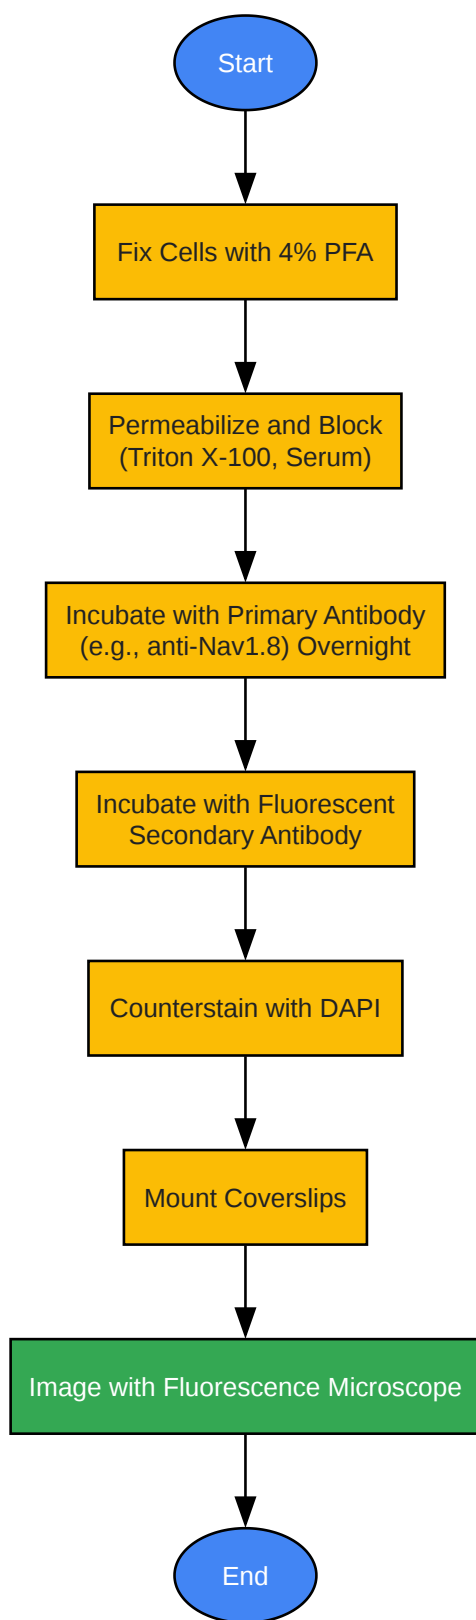 Start
Fix Cells with 4% PFA
Permeabilize and Block
(Triton X-100, Serum)
Incubate with Primary Antibody
(e.g., anti-Nav1.8) Overnight
Incubate with Fluorescent
Secondary Antibody
Counterstain with DAPI
Mount Coverslips
Image with Fluorescence Microscope
End